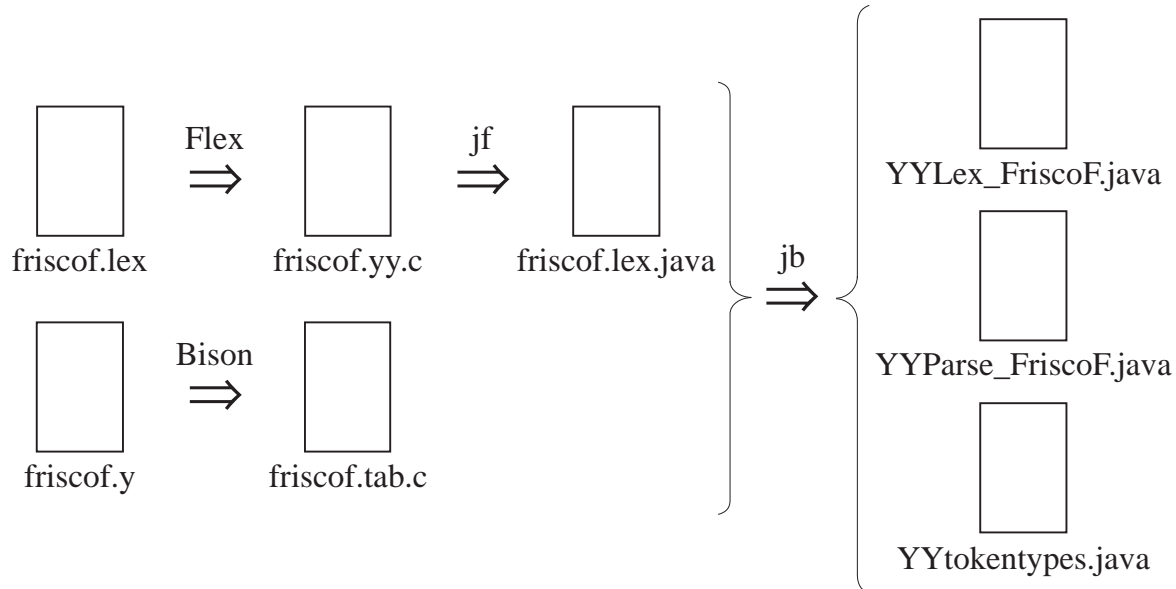 Flex
jf
friscof.lex
friscof.yy.c
friscof.lex.java
Bison
friscof.y
friscof.tab.c
jb
YYLex_FriscoF.java
YYParse_FriscoF.java
YYtokentypes.java